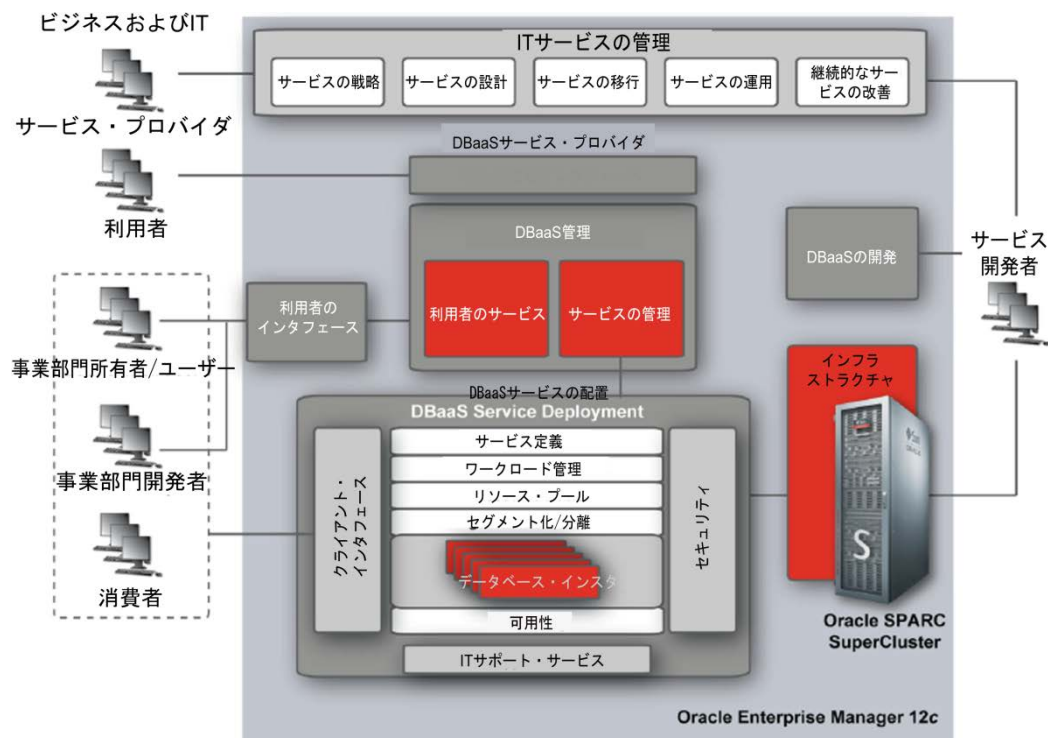 ビジネスおよびIT
サービス・プロバイダ
利用者
事業部門所有者/ユーザー
事業部門開発者
消費者
ITサービスの管理
サービスの戦略
サービスの設計
サービスの移行
サービスの運用
継続的なサー
ビスの改善
DBaaSサービス・プロバイダ
DBaaS管理
利用者のサービス
サービスの管理
利用者の
インタフェース
DBaaSの開発
サービス
開発者
インフラ
ストラクチャ
DBaaSサービスの配置
DBaaS Service Deployment
クライアント・
インタフェース
サービス定義
ワークロード管理
リソース・プール
セグメント化/分離
データベース・インスタ
可用性
セキュリティ
ITサポート・サービス
S
Oracle SPARC
SuperCluster
Oracle Enterprise Manager 12c